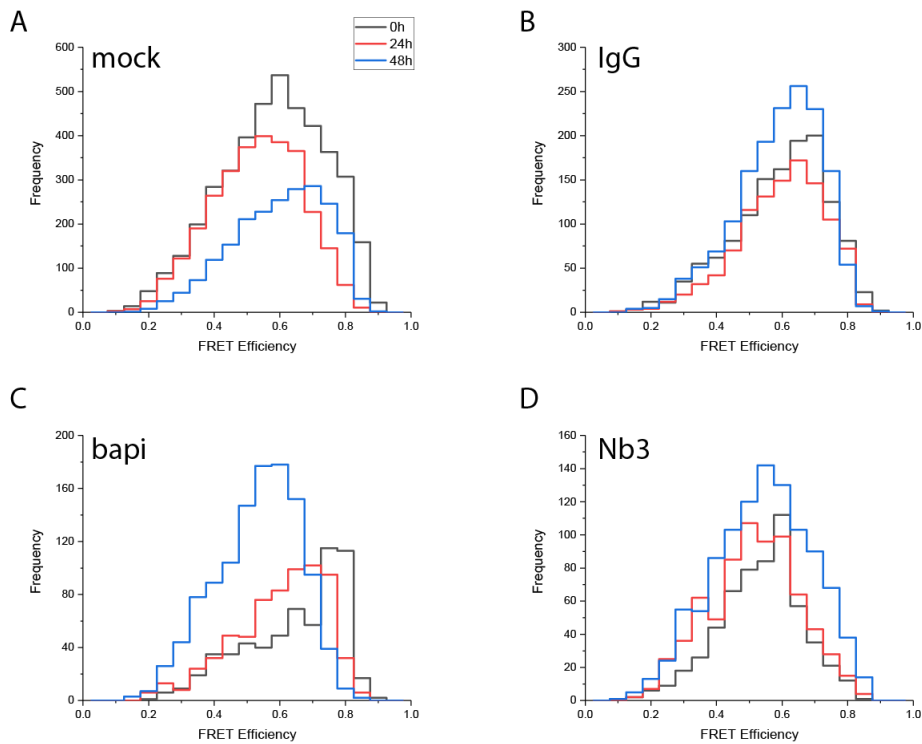 A
mock
0h
24h
48h
600
500
400
300
200
100
0
Frequency
0.0 0.2 0.4 0.6 0.8 1.0
FRET Efficiency
B
IgG
300
250
200
150
100
50
0
Frequency
0.0 0.2 0.4 0.6 0.8 1.0
FRET Efficiency
C
bapi
200
160
120
80
40
0
Frequency
0.0 0.2 0.4 0.6 0.8 1.0
FRET Efficiency
D
Nb3
160
140
120
100
80
60
40
20
0
Frequency
0.0 0.2 0.4 0.6 0.8 1.0
FRET Efficiency